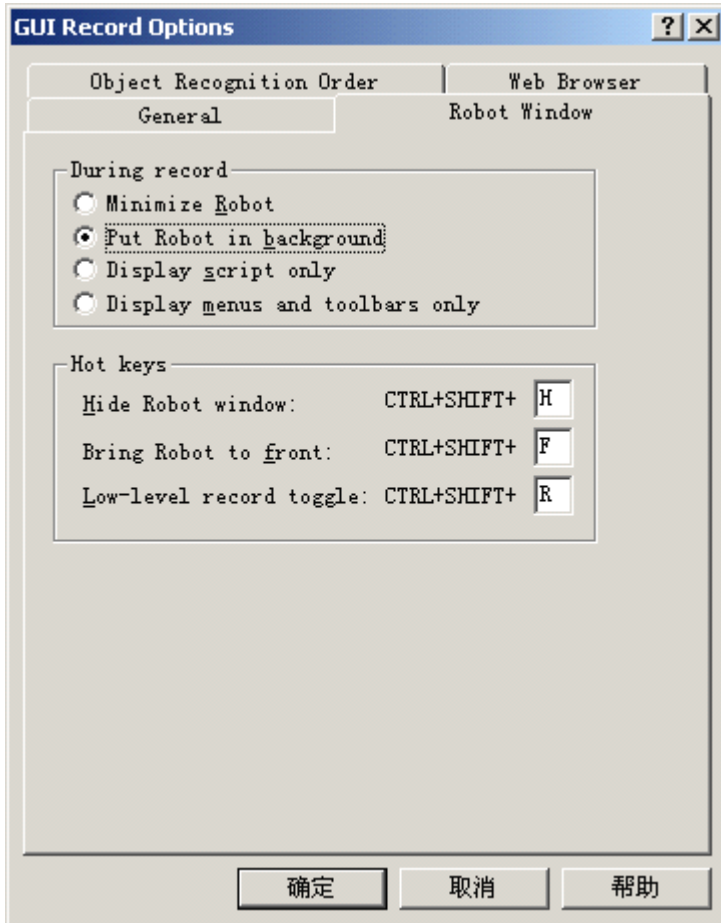 GUI Record Options
Object Recognition Order Web Browser
General Robot Window
During record
Minimize Robot
Put Robot in background
Display script only
Display menus and toolbars only
Hot keys
Hide Robot window: CTRL+SHIFT+ H
Bring Robot to front: CTRL+SHIFT+ F
Low-level record toggle: CTRL+SHIFT+ R
确定 取消 帮助